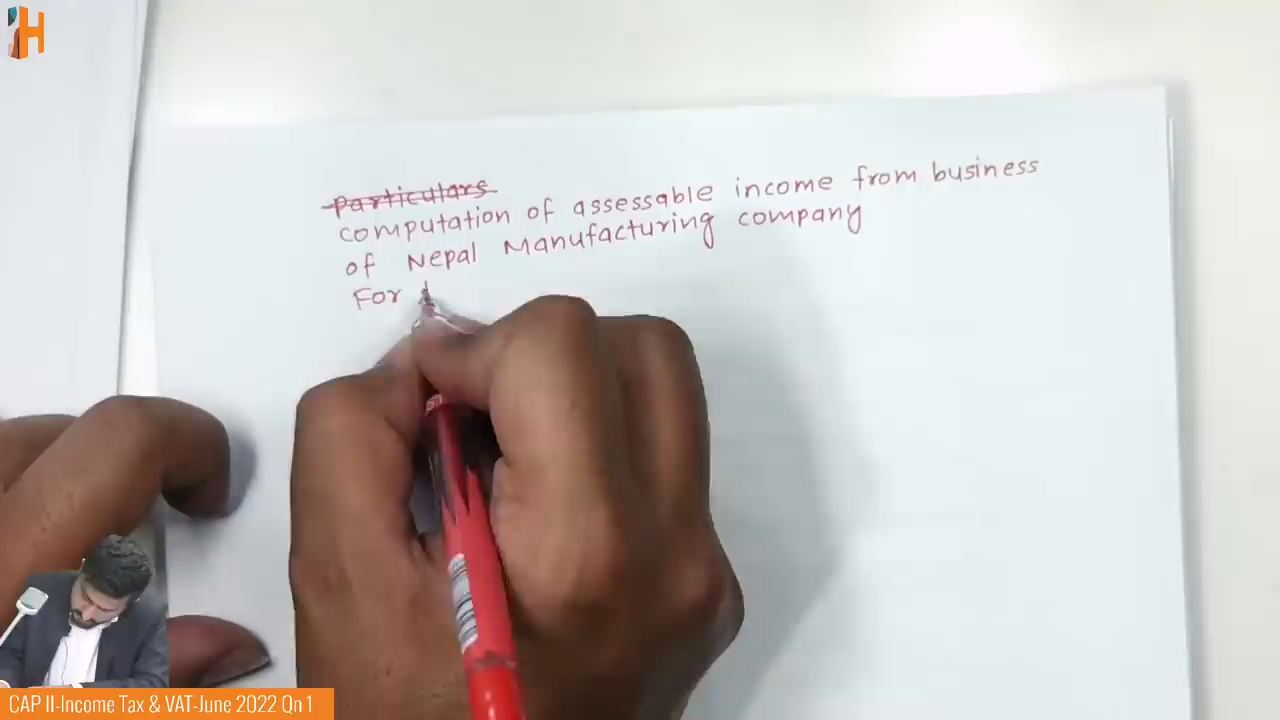 H
particulars
computation of assessable income from business
of Nepal Manufacturing company
For
CAP II-Income Tax & VAT-June 2022 Qn 1